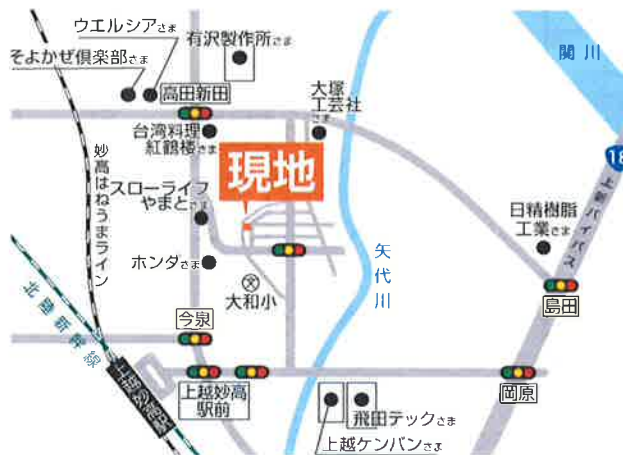 ウエルシアさま
そよかぜ倶楽部さま
有沢製作所さま
高田新田
大塚
工芸社
さま
関川
台湾料理
紅鶴楼さま
18
上新バイパス
妙高はねうまライン
現地
スローライフ
やまとさま
日精樹脂
工業さま
ホンダさま
矢代川
文
大和小
北陸新幹線
今泉
島田
上越妙高駅
上越妙高
駅前
岡原
飛田テックさま
上越ケンバンさま